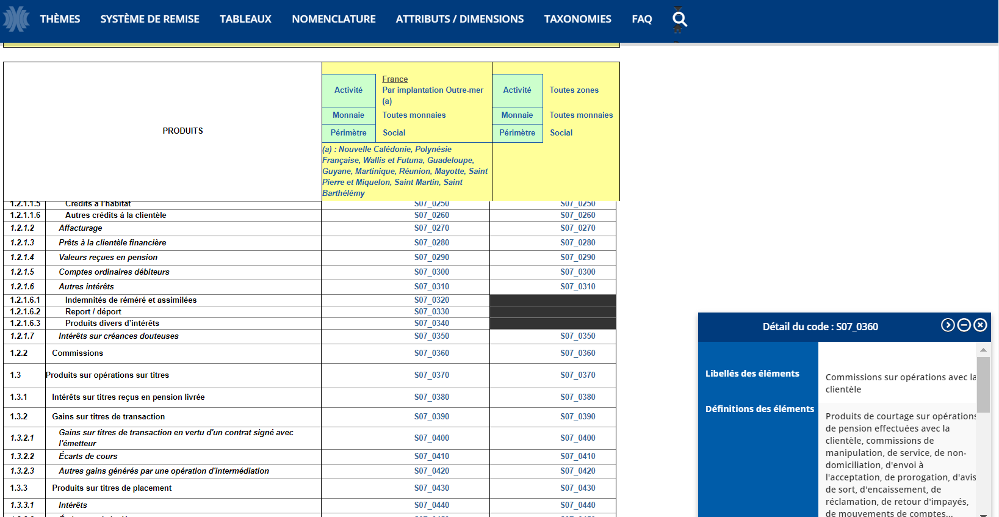 THÈMES SYSTÈME DE REMISE TABLEAUX NOMENCLATURE ATTRIBUTS / DIMENSIONS TAXONOMIES FAQ
PRODUITS
Activité
France
Par implantation Outre-mer
(a)
Monnaie Toutes monnaies
Périmètre Social
(a) : Nouvelle Calédonie, Polynésie
Française, Wallis et Futuna, Guadeloupe,
Guyane, Martinique, Réunion, Mayotte, Saint
Pierre et Miquelon, Saint Martin, Saint
Barthélémy
Activité Toutes zones
Monnaie Toutes monnaies
Périmètre Social
1.2.1.1.5 Crédits à l'habitat S07_0250 S07_0250
1.2.1.1.6 Autres crédits à la clientèle S07_0260 S07_0260
1.2.1.2 Affacturage S07_0270 S07_0270
1.2.1.3 Prêts à la clientèle financière S07_0280 S07_0280
1.2.1.4 Valeurs reçues en pension S07_0290 S07_0290
1.2.1.5 Comptes ordinaires débiteurs S07_0300 S07_0300
1.2.1.6 Autres intérêts S07_0310 S07_0310
1.2.1.6.1 Indemnités de réméré et assimilées S07_0320
1.2.1.6.2 Report / déport S07_0330
1.2.1.6.3 Produits divers d'intérêts S07_0340
1.2.1.7 Intérêts sur créances douteuses S07_0350 S07_0350
1.2.2 Commissions S07_0360 S07_0360
1.3 Produits sur opérations sur titres S07_0370 S07_0370
1.3.1 Intérêts sur titres reçus en pension livrée S07_0380 S07_0380
1.3.2 Gains sur titres de transaction S07_0390 S07_0390
1.3.2.1 Gains sur titres de transaction en vertu d'un contrat signé avec
l'émetteur S07_0400 S07_0400
1.3.2.2 Écarts de cours S07_0410 S07_0410
1.3.2.3 Autres gains générés par une opération d'intermédiation S07_0420 S07_0420
1.3.3 Produits sur titres de placement S07_0430 S07_0430
1.3.3.1 Intérêts S07_0440 S07_0440
Détail du code : S07_0360
Libellés des éléments
Commissions sur opérations avec la
clientèle
Définitions des éléments
Produits de courtage sur opérations
de pension effectuées avec la
clientèle, commissions de
manipulation, de service, de non-
domiciliation, d'envoi à
l'acceptation, de prorogation, d'avis
de sort, d'encaissement, de
réclamation, de retour d'impayés,
de mouvements de comptes...